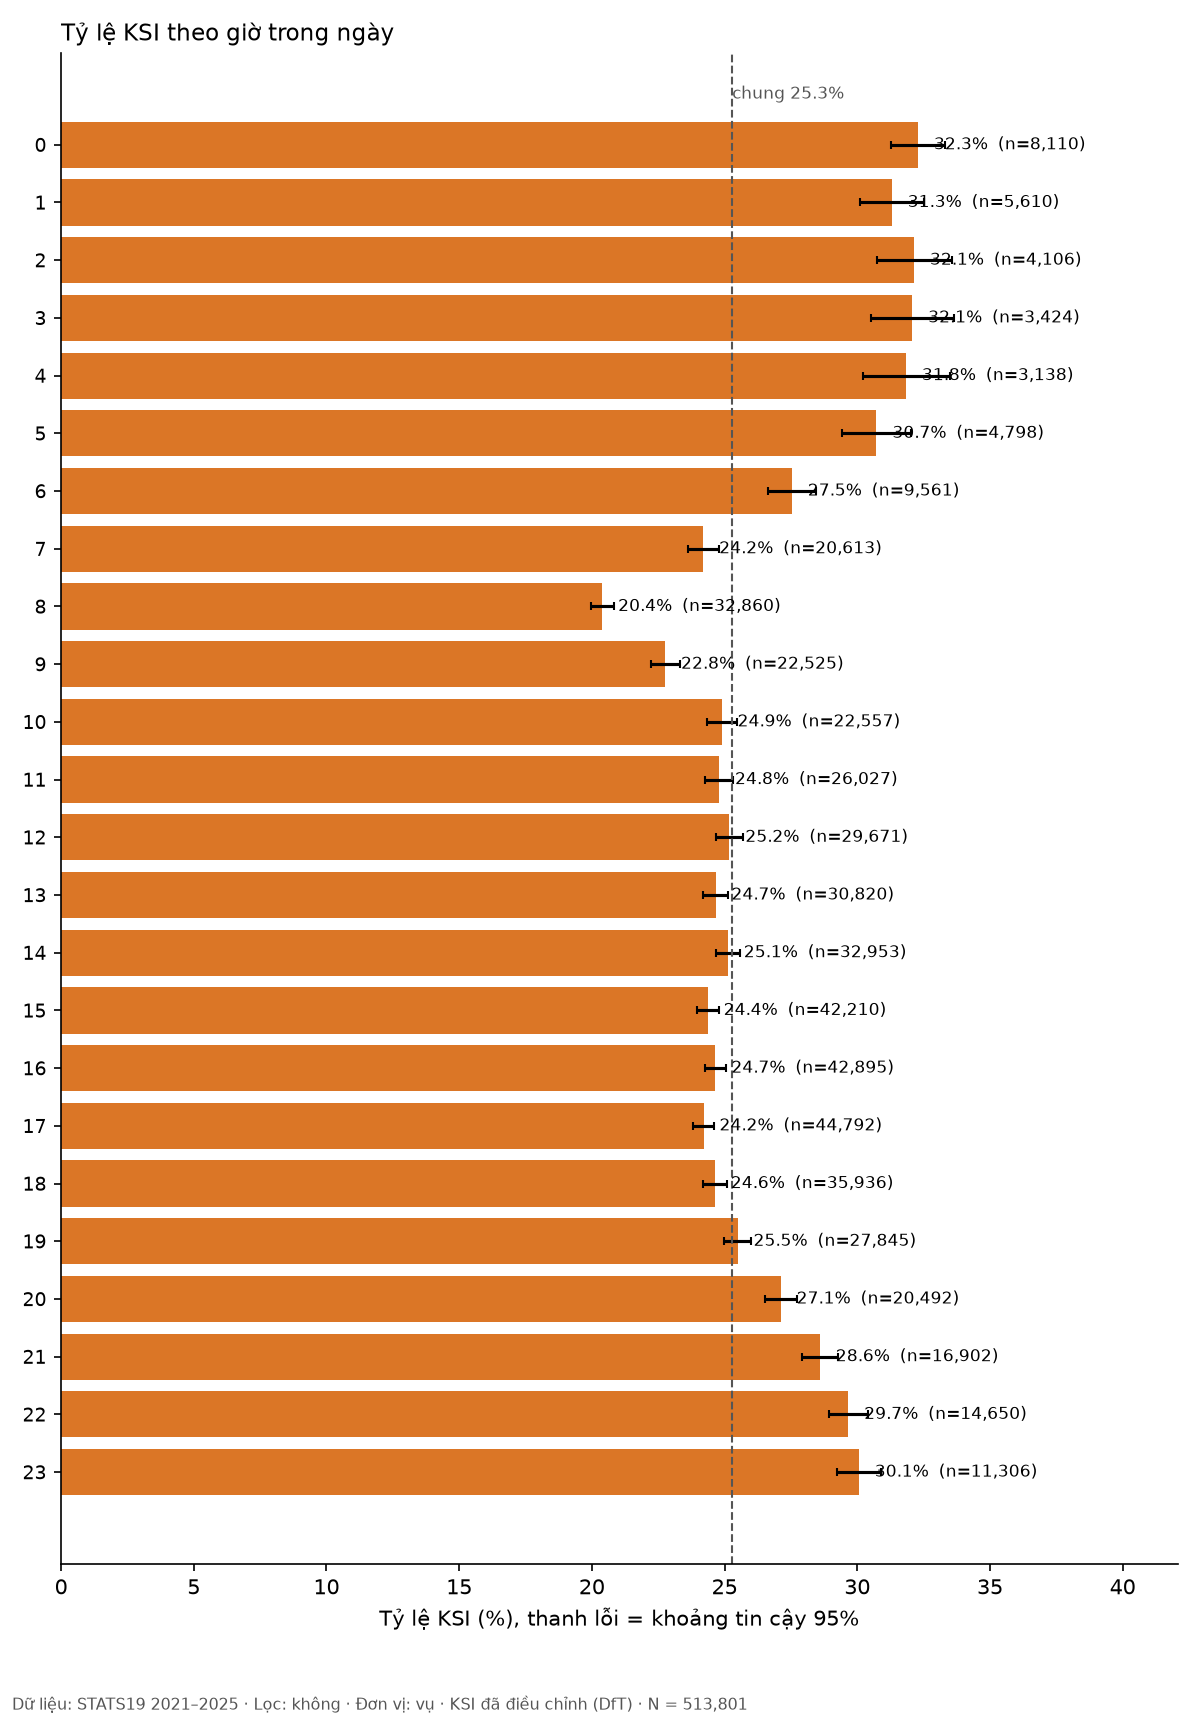 Tỷ lệ KSI theo giờ trong ngày
chung 25.3%
0 32.3% (n=8,110)
1 31.3% (n=5,610)
2 32.1% (n=4,106)
3 32.1% (n=3,424)
4 31.8% (n=3,138)
5 30.7% (n=4,798)
6 27.5% (n=9,561)
7 24.2% (n=20,613)
8 20.4% (n=32,860)
9 22.8% (n=22,525)
10 24.9% (n=22,557)
11 24.8% (n=26,027)
12 25.2% (n=29,671)
13 24.7% (n=30,820)
14 25.1% (n=32,953)
15 24.4% (n=42,210)
16 24.7% (n=42,895)
17 24.2% (n=44,792)
18 24.6% (n=35,936)
19 25.5% (n=27,845)
20 27.1% (n=20,492)
21 28.6% (n=16,902)
22 29.7% (n=14,650)
23 30.1% (n=11,306)
0 5 10 15 20 25 30 35 40
Tỷ lệ KSI (%), thanh lỗi = khoảng tin cậy 95%
Dữ liệu: STATS19 2021–2025 · Lọc: không · Đơn vị: vụ · KSI đã điều chỉnh (DfT) · N = 513,801